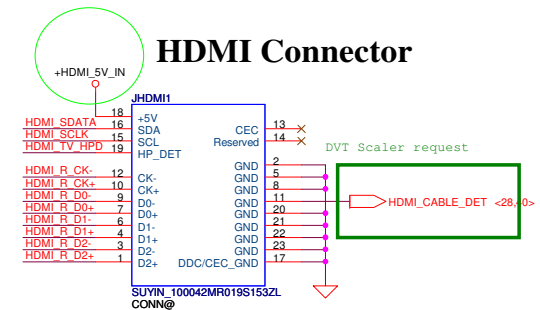 HDMI Connector
+HDMI_5V_IN
JHDMI1
18 +5V
HDMI_SDATA 16 SDA
HDMI_SCLK 15 SCL
HDMI_TV_HPD 19 HP_DET
HDMI_R_CK- 12 CK-
HDMI_R_CK+ 10 CK+
HDMI_R_D0- 9 D0-
HDMI_R_D0+ 7 D0+
HDMI_R_D1- 6 D1-
HDMI_R_D1+ 4 D1+
HDMI_R_D2- 3 D2-
HDMI_R_D2+ 1 D2+
CEC 13
Reserved 14
GND 2
GND 5
GND 8
GND 11
GND 20
GND 21
GND 22
GND 23
DDC/CEC_GND 17
DVT Scaler request
HDMI_CABLE_DET
SUYIN_100042MR019S153ZL
CONN@